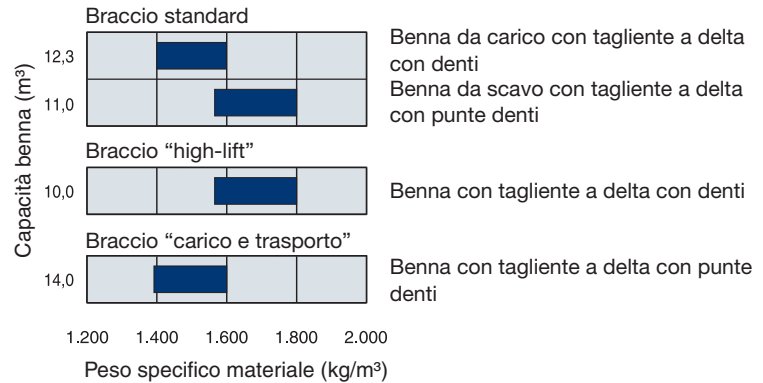 Braccio standard
Capacità benna (m³)
12,3
Benna da carico con tagliente a delta
con denti
11,0
Benna da scavo con tagliente a delta
con punte denti
Braccio “high-lift”
10,0
Benna con tagliente a delta con denti
Braccio “carico e trasporto”
14,0
Benna con tagliente a delta con punte
denti
1.200 1.400 1.600 1.800 2.000
Peso specifico materiale (kg/m³)